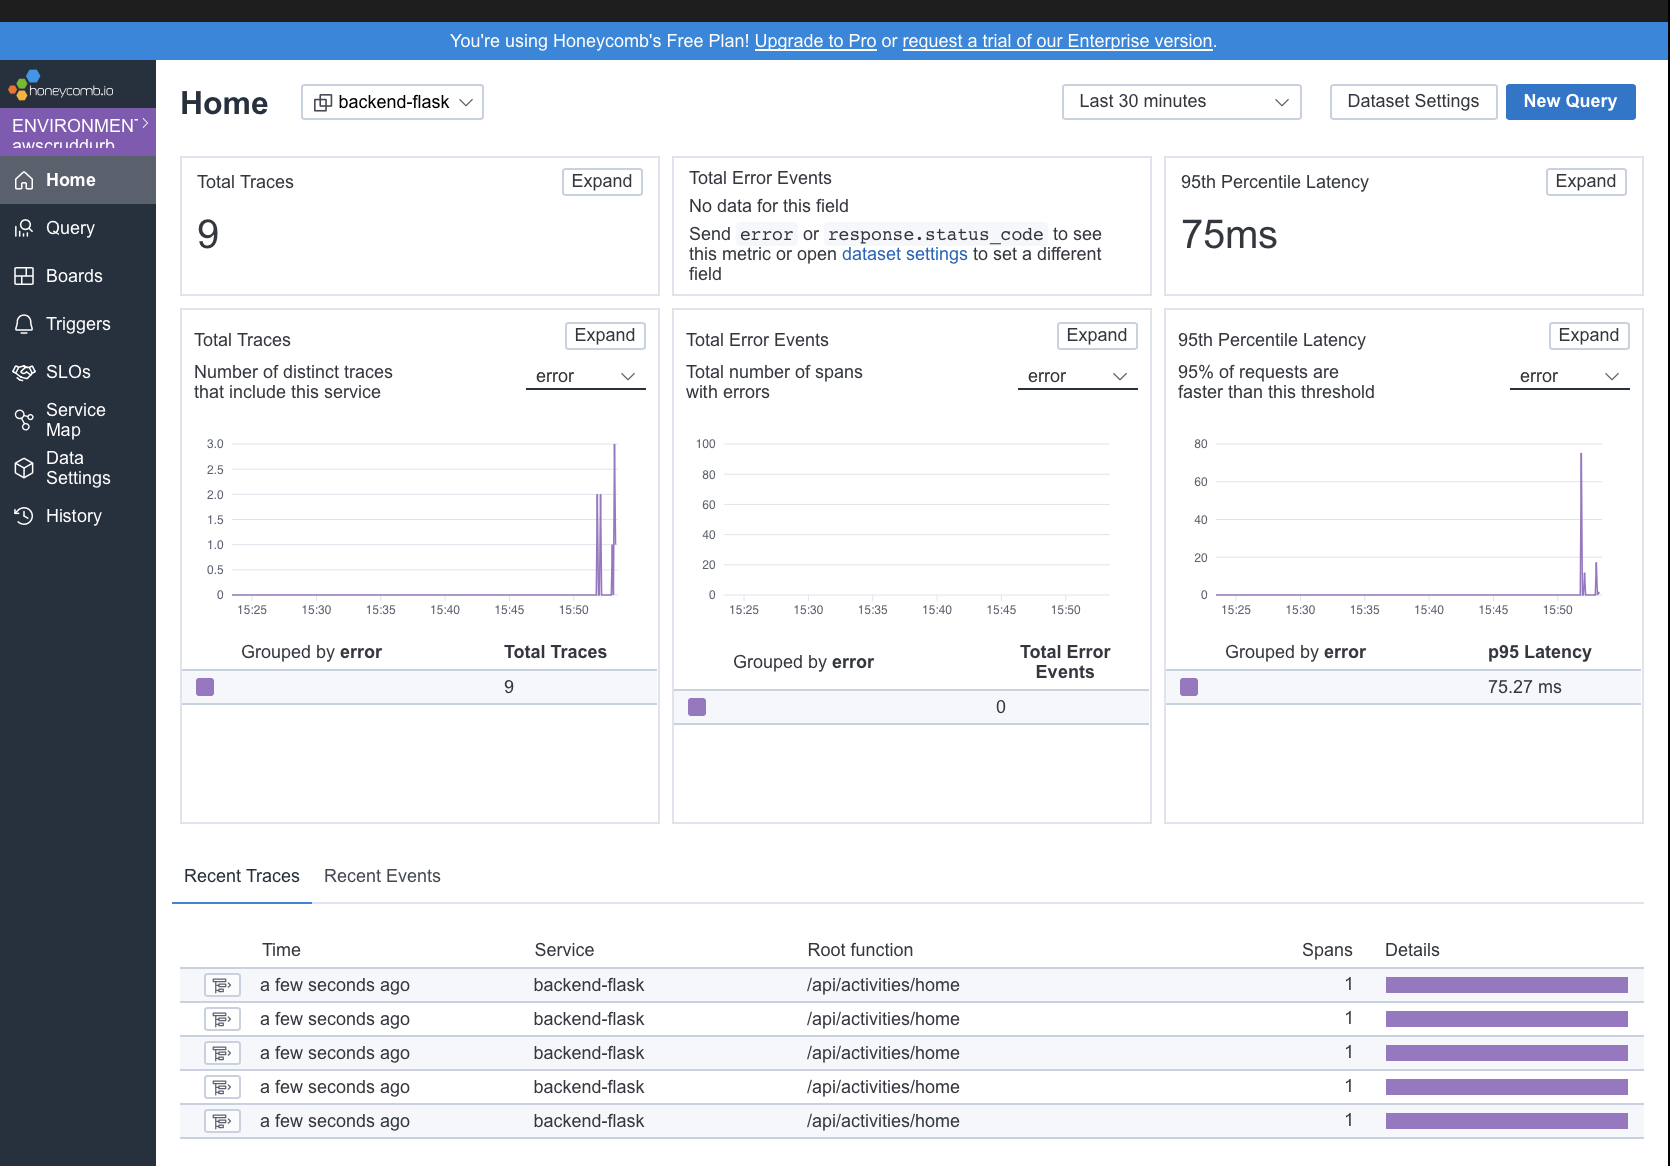 You're using Honeycomb's Free Plan! Upgrade to Pro or request a trial of our Enterprise version.
honeycomb.io
ENVIRONMENT
awscruddurb
Home
Query
Boards
Triggers
SLOs
Service
Map
Data
Settings
History
Home
backend-flask
Last 30 minutes
Dataset Settings
New Query
Total Traces
Expand
9
Total Error Events
No data for this field
Send error or response.status_code to see
this metric or open dataset settings to set a different
field
95th Percentile Latency
Expand
75ms
Total Traces
Expand
Number of distinct traces
that include this service
error
3.0
2.5
2.0
1.5
1.0
0.5
0
15:25 15:30 15:35 15:40 15:45 15:50
Grouped by error Total Traces
9
Total Error Events
Expand
Total number of spans
with errors
error
100
80
60
40
20
0
15:25 15:30 15:35 15:40 15:45 15:50
Grouped by error Total Error
Events
0
95th Percentile Latency
Expand
95% of requests are
faster than this threshold
error
80
60
40
20
0
15:25 15:30 15:35 15:40 15:45 15:50
Grouped by error p95 Latency
75.27 ms
Recent Traces Recent Events
Time Service Root function Spans Details
a few seconds ago backend-flask /api/activities/home 1
a few seconds ago backend-flask /api/activities/home 1
a few seconds ago backend-flask /api/activities/home 1
a few seconds ago backend-flask /api/activities/home 1
a few seconds ago backend-flask /api/activities/home 1